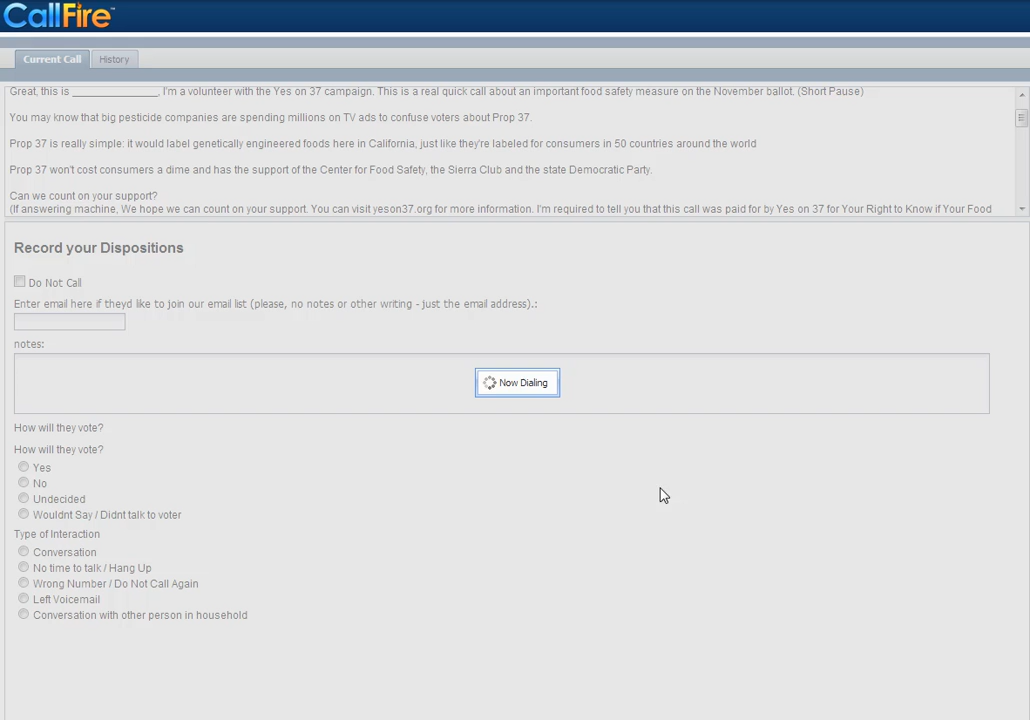 CallFire™
Current Call
History
Great, this is _______________, I'm a volunteer with the Yes on 37 campaign. This is a real quick call about an important food safety measure on the November ballot. (Short Pause)
You may know that big pesticide companies are spending millions on TV ads to confuse voters about Prop 37.
Prop 37 is really simple: it would label genetically engineered foods here in California, just like they're labeled for consumers in 50 countries around the world
Prop 37 won't cost consumers a dime and has the support of the Center for Food Safety, the Sierra Club and the state Democratic Party.
Can we count on your support?
(If answering machine, We hope we can count on your support. You can visit yeson37.org for more information. I'm required to tell you that this call was paid for by Yes on 37 for Your Right to Know if Your Food
Record your Dispositions
Do Not Call
Enter email here if theyd like to join our email list (please, no notes or other writing - just the email address).:
notes:
Now Dialing
How will they vote?
How will they vote?
Yes
No
Undecided
Wouldnt Say / Didnt talk to voter
Type of Interaction
Conversation
No time to talk / Hang Up
Wrong Number / Do Not Call Again
Left Voicemail
Conversation with other person in household